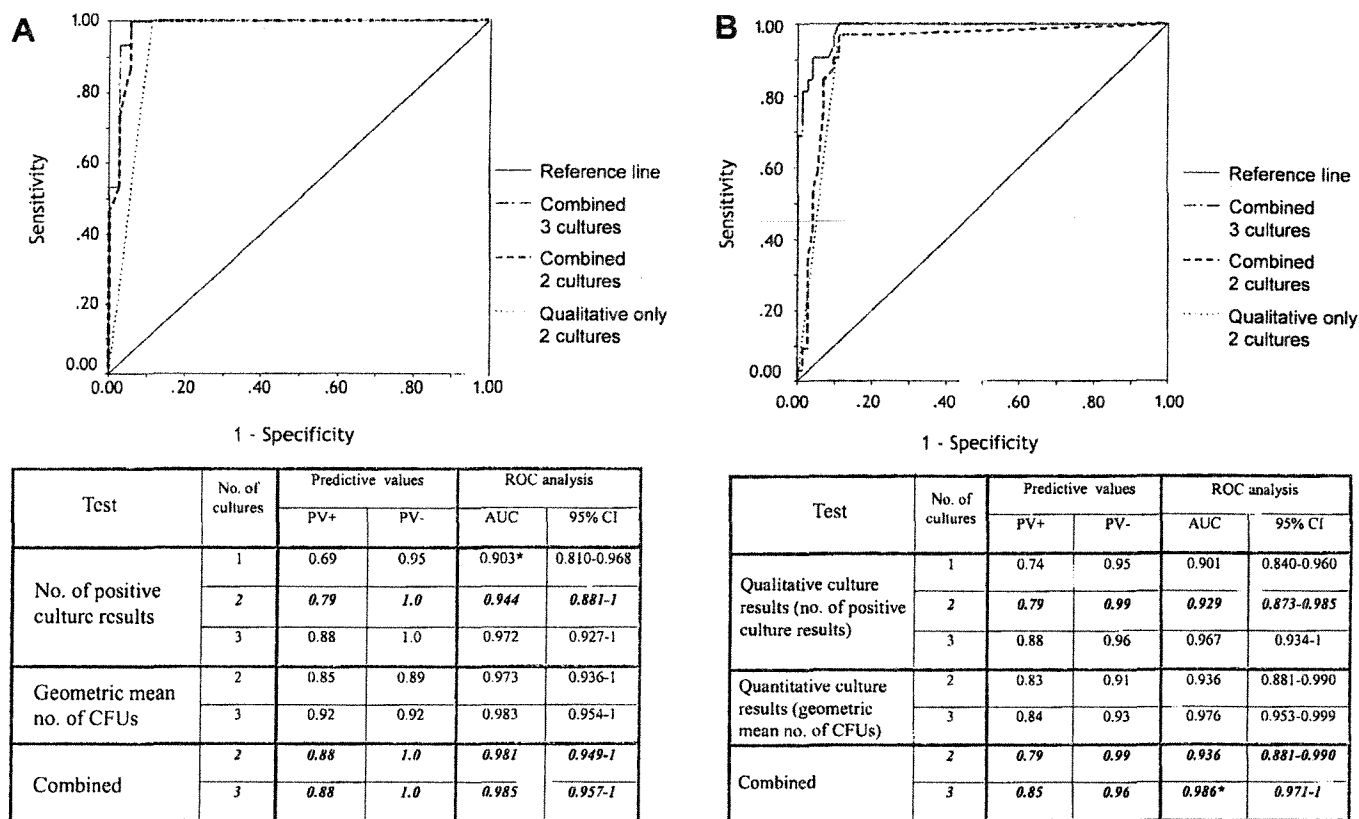 A
1.00
.80
.60
.40
.20
0.00
Sensitivity
0.00
.20
.40
.60
.80
1.00
1 - Specificity
Reference line
Combined
3 cultures
Combined
2 cultures
Qualitative only
2 cultures
Test No. of cultures Predictive values ROC analysis
PV+ PV- AUC 95% CI
No. of positive culture results
1 0.69 0.95 0.903* 0.810-0.968
2 0.79 1.0 0.944 0.881-1
3 0.88 1.0 0.972 0.927-1
Geometric mean no. of CFUs
2 0.85 0.89 0.973 0.936-1
3 0.92 0.92 0.983 0.954-1
Combined
2 0.88 1.0 0.981 0.949-1
3 0.88 1.0 0.985 0.957-1
B
1.00
.80
.60
.40
.20
0.00
Sensitivity
0.00
.20
.40
.60
.80
1.00
1 - Specificity
Reference line
Combined
3 cultures
Combined
2 cultures
Qualitative only
2 cultures
Test No. of cultures Predictive values ROC analysis
PV+ PV- AUC 95% CI
Qualitative culture results (no. of positive culture results)
1 0.74 0.95 0.901 0.840-0.960
2 0.79 0.99 0.929 0.873-0.985
3 0.88 0.96 0.967 0.934-1
Quantitative culture results (geometric mean no. of CFUs)
2 0.83 0.91 0.936 0.881-0.990
3 0.84 0.93 0.976 0.953-0.999
Combined
2 0.79 0.99 0.936 0.881-0.990
3 0.85 0.96 0.986* 0.971-1